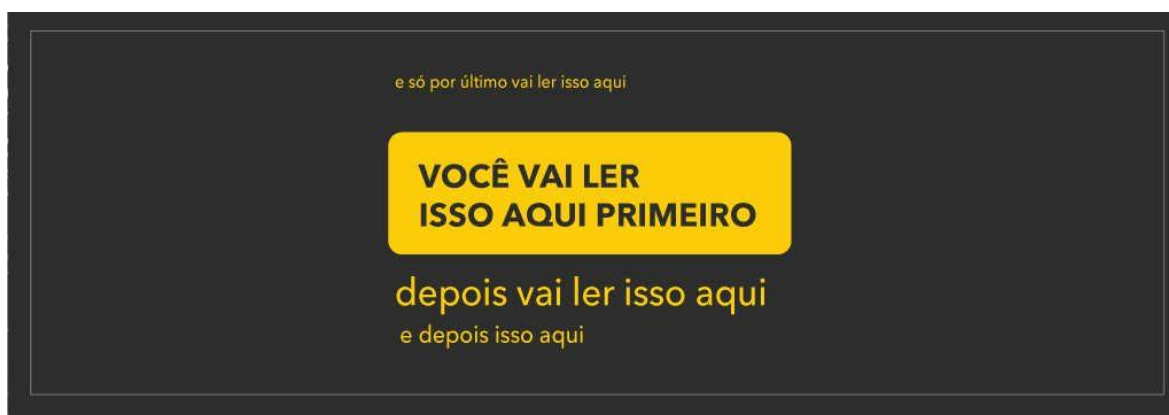 e só por último vai ler isso aqui
VOCÊ VAI LER
ISSO AQUI PRIMEIRO
depois vai ler isso aqui
e depois isso aqui